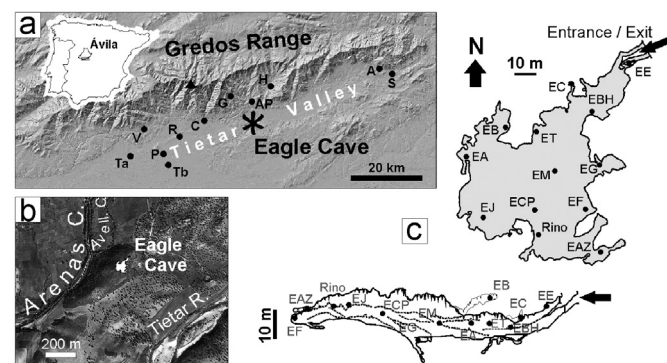 a
Ávila
Gredos Range
H
A
S
G
AP
V
R
C
Tietar Valley
Ta
P
Tb
Eagle Cave
20 km
b
Arenas C.
Avell. C.
Eagle
Cave
Tietar R.
200 m
c
Entrance / Exit
N
10 m
EE
EC
EBH
EB
ET
EA
EG
EM
EJ
ECP
EF
Rino
EAZ
Rino
EAZ
EJ
ECP
EB
EM
EC
EE
EF
EG
EA
ET
EBH
10 m